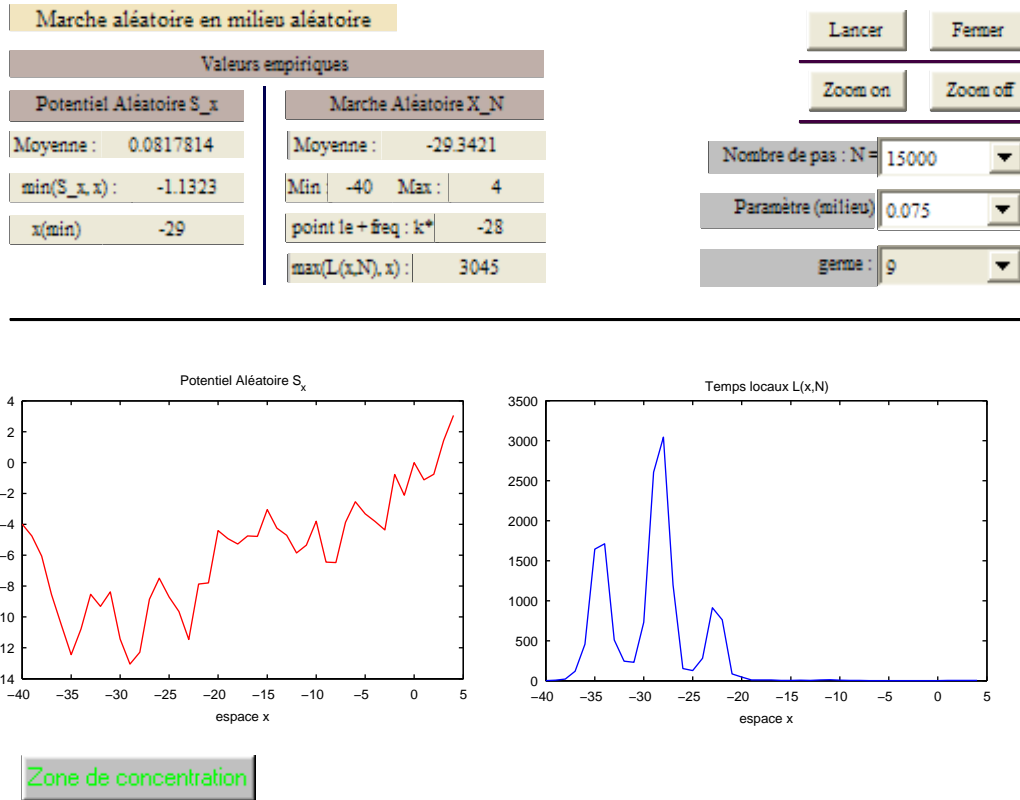 Marche aléatoire en milieu aléatoire
Lancer Fermer
Valeurs empiriques
Zoom on Zoom off
Potentiel Aléatoire S_x Marche Aléatoire X_N
Moyenne : 0.0817814 Moyenne : -29.3421
Nombre de pas : N = 15000
min(S_x, x) : -1.1323 Min : -40 Max : 4
Paramètre (milieu) 0.075
x(min) -29 point le + freq : k* -28
max(L(x,N), x) : 3045
germe : 9
Potentiel Aléatoire Sx
4
2
0
−2
−4
−6
−8
10
12
14
−40 −35 −30 −25 −20 −15 −10 −5 0 5
espace x
Temps locaux L(x,N)
3500
3000
2500
2000
1500
1000
500
0
−40 −35 −30 −25 −20 −15 −10 −5 0 5
espace x
Zone de concentration